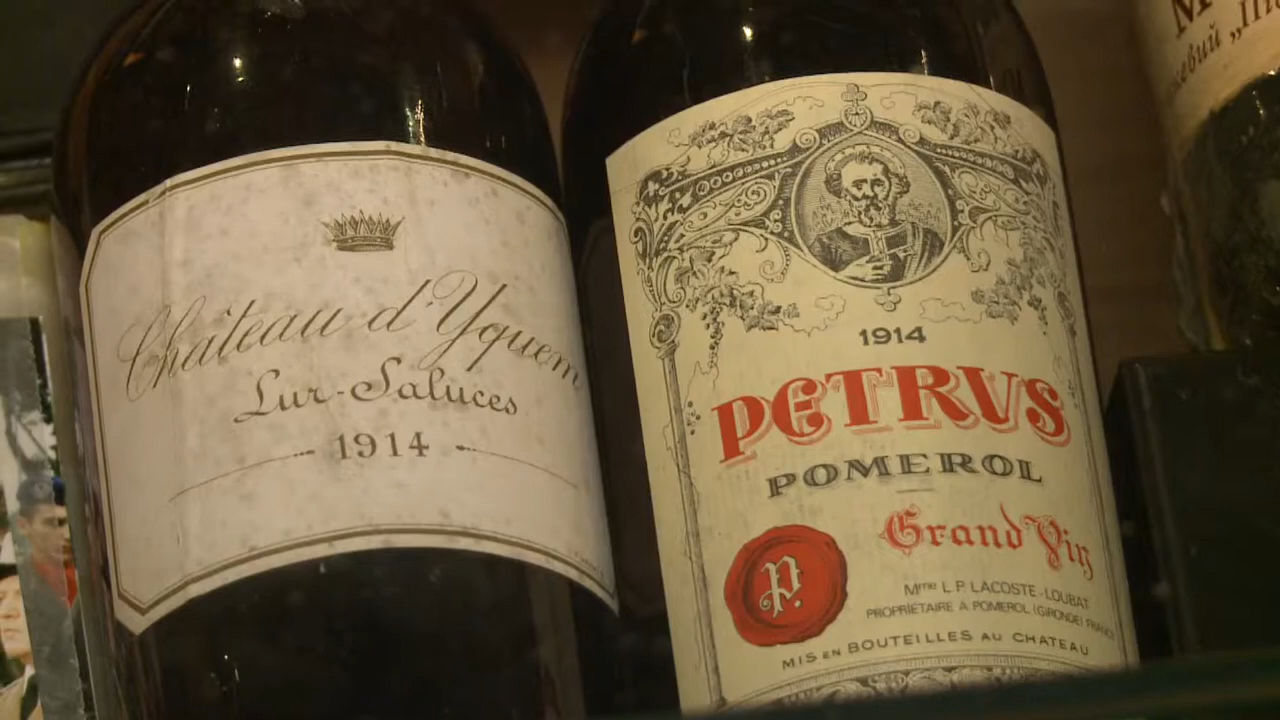 Château d'Yquem
Lur-Saluces
1914
1914
PETRUS
POMEROL
Grand Vin
P.
Mme L.P. LACOSTE-LOUBAT
PROPRIÉTAIRE À POMEROL (GIRONDE) FRANCE
MIS EN BOUTEILLES AU CHATEAU